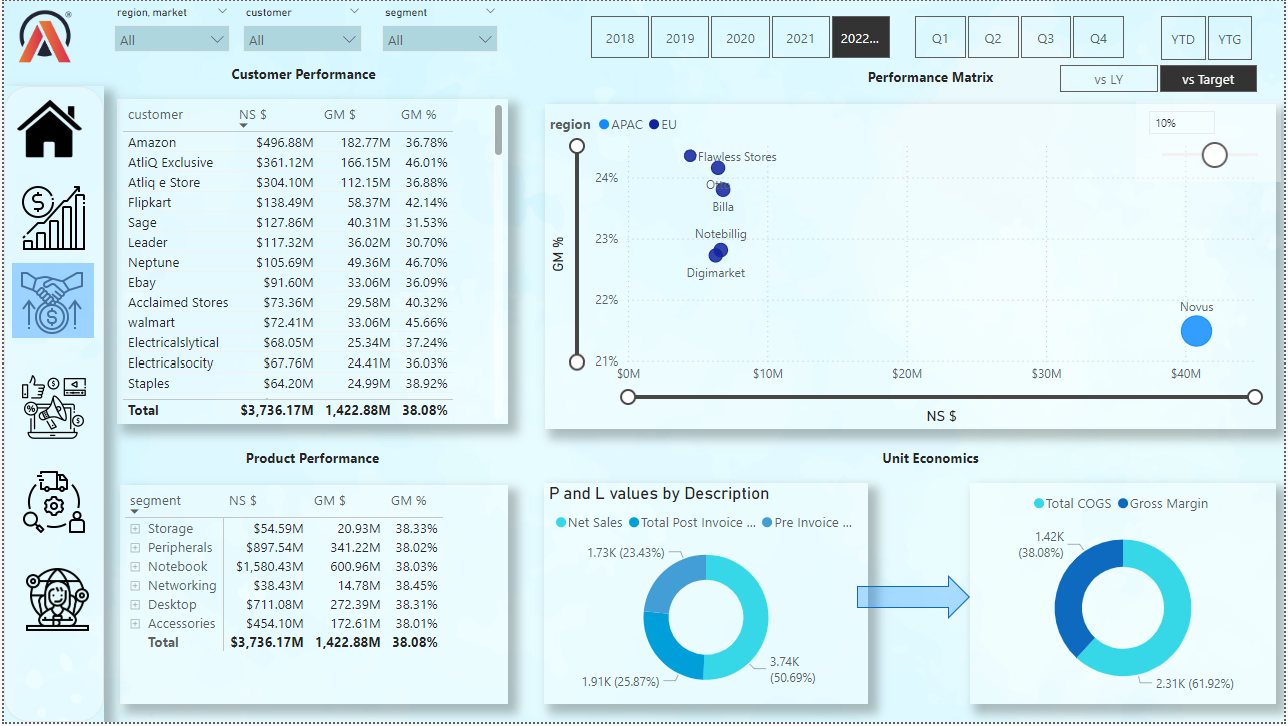 region, market customer segment
All All All
2018 2019 2020 2021 2022... Q1 Q2 Q3 Q4 YTD YTG
Customer Performance
Performance Matrix
vs LY vs Target
customer NS $ GM $ GM %
Amazon $496.88M 182.77M 36.78%
AtliQ Exclusive $361.12M 166.15M 46.01%
Atliq e Store $304.10M 112.15M 36.88%
Flipkart $138.49M 58.37M 42.14%
Sage $127.86M 40.31M 31.53%
Leader $117.32M 36.02M 30.70%
Neptune $105.69M 49.36M 46.70%
Ebay $91.60M 33.06M 36.09%
Acclaimed Stores $73.36M 29.58M 40.32%
walmart $72.41M 33.06M 45.66%
Electricalslytical $68.05M 25.34M 37.24%
Electricalsocity $67.76M 24.41M 36.03%
Staples $64.20M 24.99M 38.92%
Total $3,736.17M 1,422.88M 38.08%
region APAC EU
10%
Flawless Stores
24%
Otto
Billa
Notebillig
23%
Digimarket
22%
Novus
21%
GM %
$0M $10M $20M $30M $40M
NS $
Product Performance
segment NS $ GM $ GM %
Storage $54.59M 20.93M 38.33%
Peripherals $897.54M 341.22M 38.02%
Notebook $1,580.43M 600.96M 38.03%
Networking $38.43M 14.78M 38.45%
Desktop $711.08M 272.39M 38.31%
Accessories $454.10M 172.61M 38.01%
Total $3,736.17M 1,422.88M 38.08%
Unit Economics
P and L values by Description
Net Sales Total Post Invoice ... Pre Invoice ...
1.73K (23.43%)
3.74K
(50.69%)
1.91K (25.87%)
Total COGS Gross Margin
1.42K
(38.08%)
2.31K (61.92%)